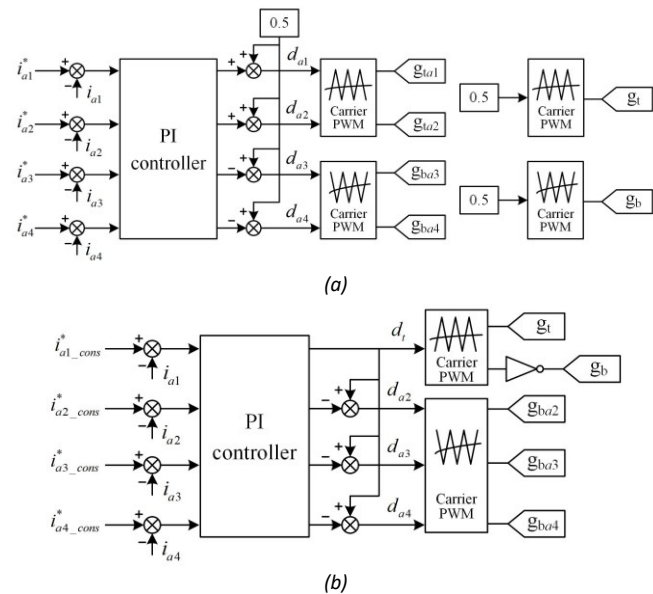 0.5
i*a1 + − ia1 + + da1 gta1
i*a2 + − ia2 + + da2 Carrier PWM gta2
0.5 Carrier PWM gt
PI controller
i*a3 + − ia3 − + da3 gba3
i*a4 + − ia4 − + da4 Carrier PWM gba4
0.5 Carrier PWM gb
(a)
i*a1_cons + − ia1 dt Carrier PWM gt
gb
i*a2_cons + − ia2 − + da2 gba2
PI controller
i*a3_cons + − ia3 − + da3 gba3
i*a4_cons + − ia4 − + da4 Carrier PWM gba4
(b)